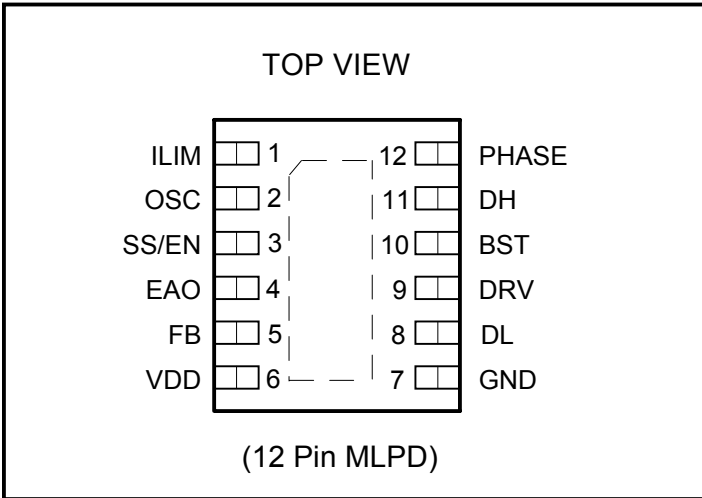 TOP VIEW
ILIM 1 12 PHASE
OSC 2 11 DH
SS/EN 3 10 BST
EAO 4 9 DRV
FB 5 8 DL
VDD 6 7 GND
(12 Pin MLPD)